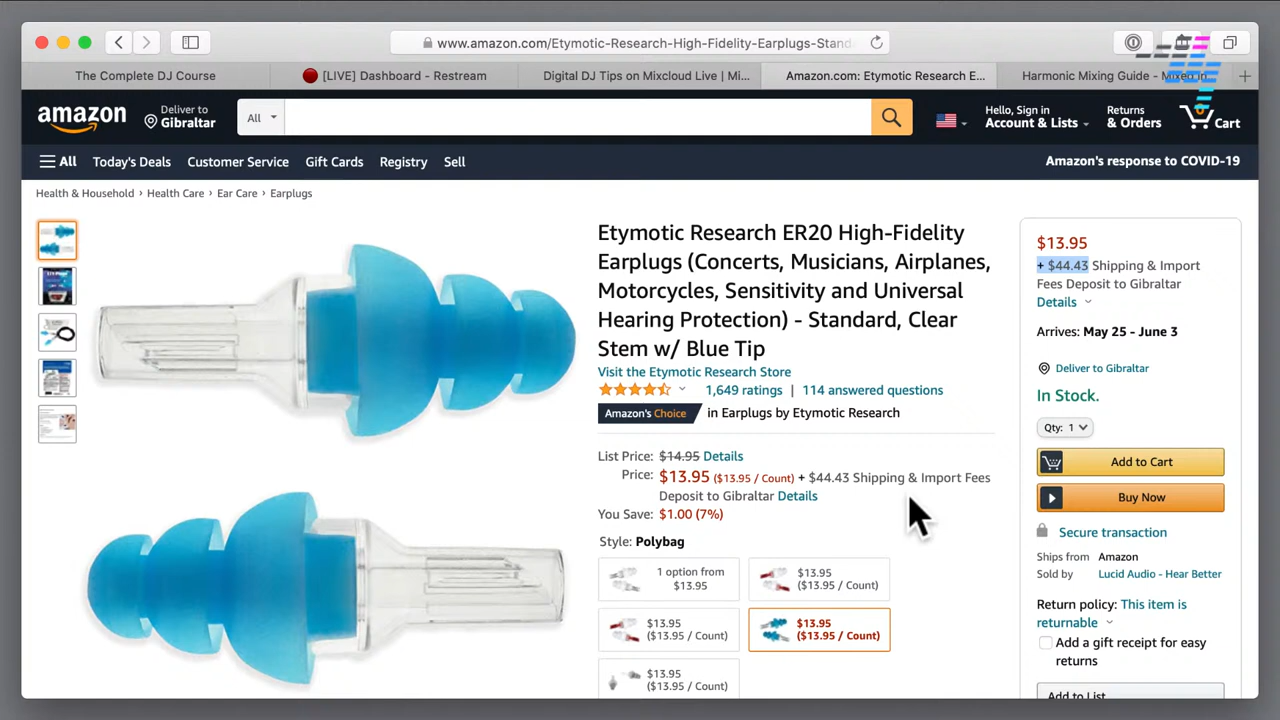 www.amazon.com/Etymotic-Research-High-Fidelity-Earplugs-Stand
The Complete DJ Course
[LIVE] Dashboard - Restream
Digital DJ Tips on Mixcloud Live | Mi...
Amazon.com: Etymotic Research E...
Harmonic Mixing Guide - Mixed In...
amazon
Deliver to
Gibraltar
All
Hello, Sign in
Account & Lists
Returns
& Orders
0
Cart
All
Today's Deals
Customer Service
Gift Cards
Registry
Sell
Amazon's response to COVID-19
Health & Household › Health Care › Ear Care › Earplugs
Etymotic Research ER20 High-Fidelity
Earplugs (Concerts, Musicians, Airplanes,
Motorcycles, Sensitivity and Universal
Hearing Protection) - Standard, Clear
Stem w/ Blue Tip
Visit the Etymotic Research Store
1,649 ratings | 114 answered questions
Amazon's Choice in Earplugs by Etymotic Research
List Price: $14.95 Details
Price: $13.95 ($13.95 / Count) + $44.43 Shipping & Import Fees
Deposit to Gibraltar Details
You Save: $1.00 (7%)
Style: Polybag
1 option from
$13.95
$13.95
($13.95 / Count)
$13.95
($13.95 / Count)
$13.95
($13.95 / Count)
$13.95
($13.95 / Count)
$13.95
+ $44.43 Shipping & Import
Fees Deposit to Gibraltar
Details
Arrives: May 25 - June 3
Deliver to Gibraltar
In Stock.
Qty: 1
Add to Cart
Buy Now
Secure transaction
Ships from Amazon
Sold by Lucid Audio - Hear Better
Return policy: This item is
returnable
Add a gift receipt for easy
returns
Add to List